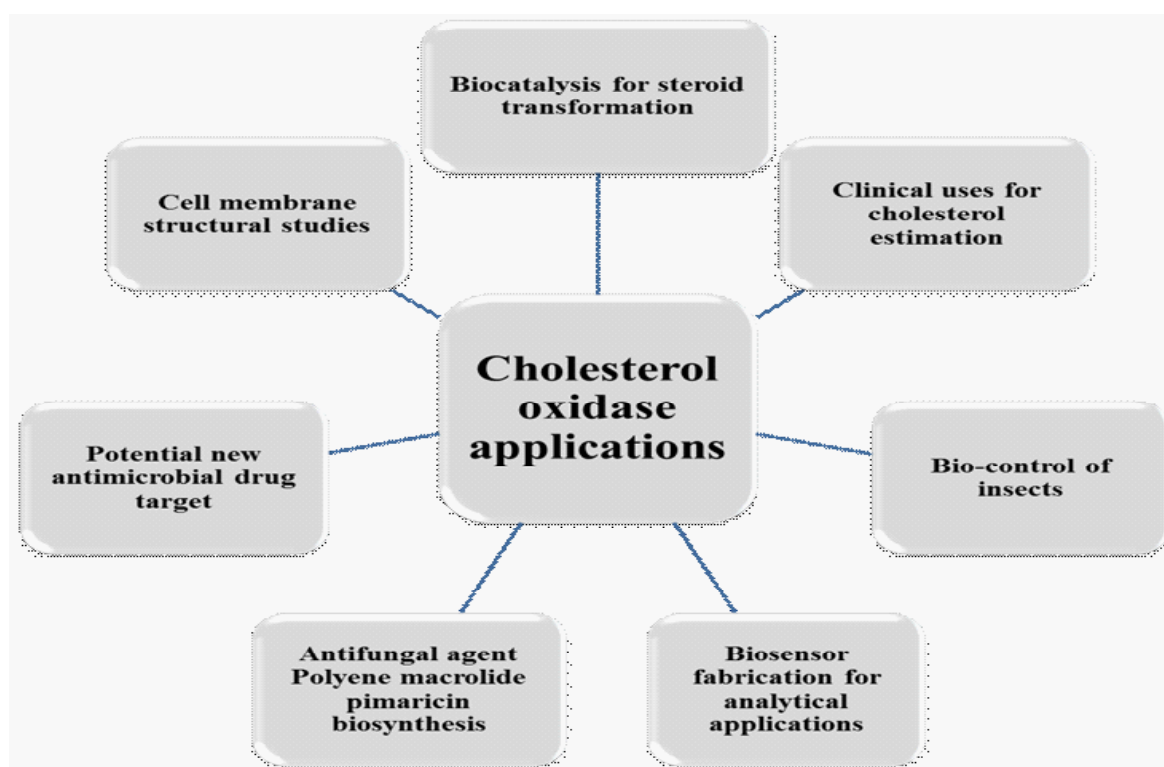 Biocatalysis for steroid
transformation
Cell membrane
structural studies
Clinical uses for
cholesterol
estimation
Cholesterol
oxidase
applications
Potential new
antimicrobial drug
target
Bio-control of
insects
Antifungal agent
Polyene macrolide
pimaricin
biosynthesis
Biosensor
fabrication for
analytical
applications